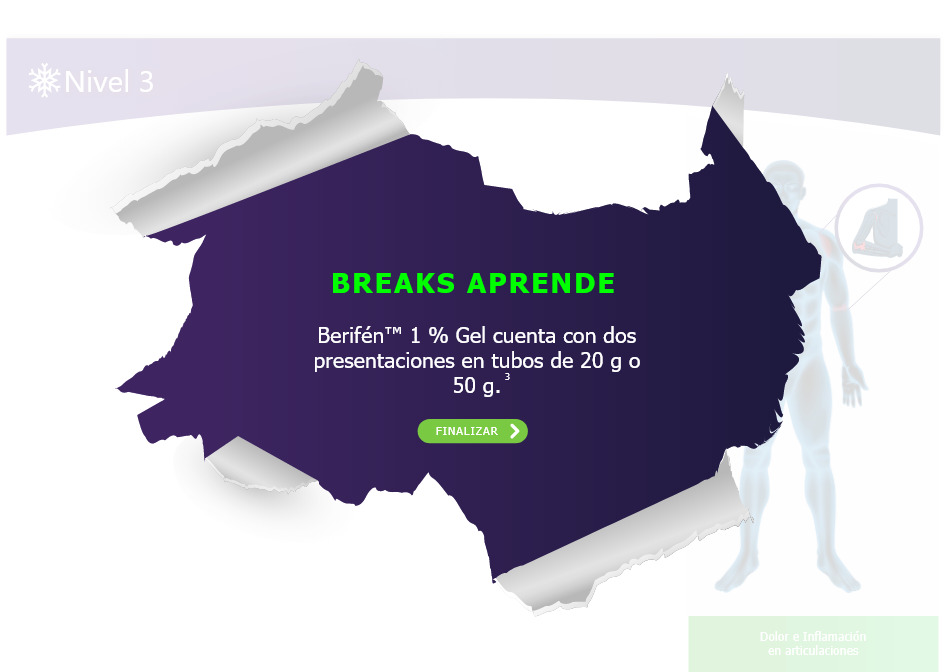 Nivel 3
BREAKS APRENDE
Berifén™ 1 % Gel cuenta con dos
presentaciones en tubos de 20 g o
50 g.³
FINALIZAR
Dolor e Inflamación
en articulaciones